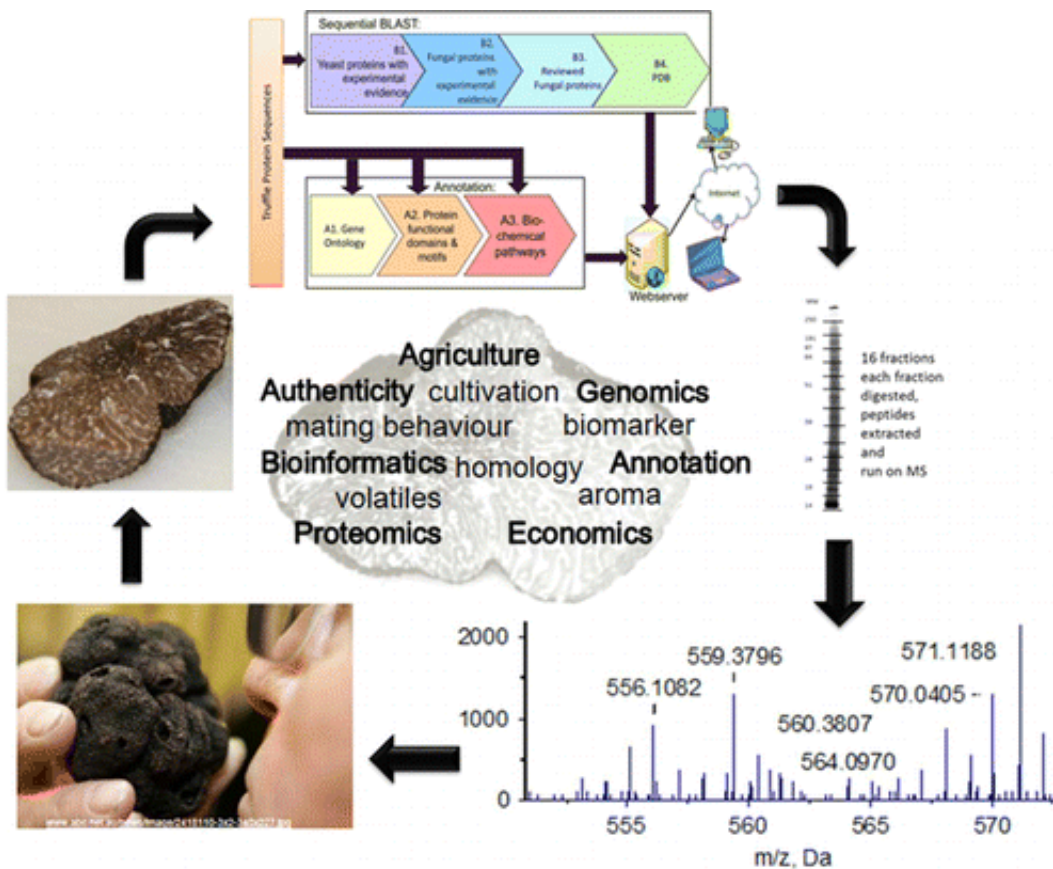 Sequential BLAST:
B1.
Yeast proteins with
experimental
evidence
B2.
Fungal proteins
with
experimental
evidence
B3.
Reviewed
Fungal proteins
B4.
PDB
Truffle Protein Sequences
Annotation:
A1. Gene
Ontology
A2. Protein
functional
domains &
motifs
A3. Bio-
chemical
pathways
Internet
Webserver
16 fractions
each fraction
digested,
peptides
extracted
and
run on MS
Agriculture
Authenticity cultivation Genomics
mating behaviour biomarker
Bioinformatics homology Annotation
volatiles aroma
Proteomics Economics
2000
1000
0
556.1082
559.3796
560.3807
564.0970
570.0405
571.1188
555 560 565 570
m/z, Da